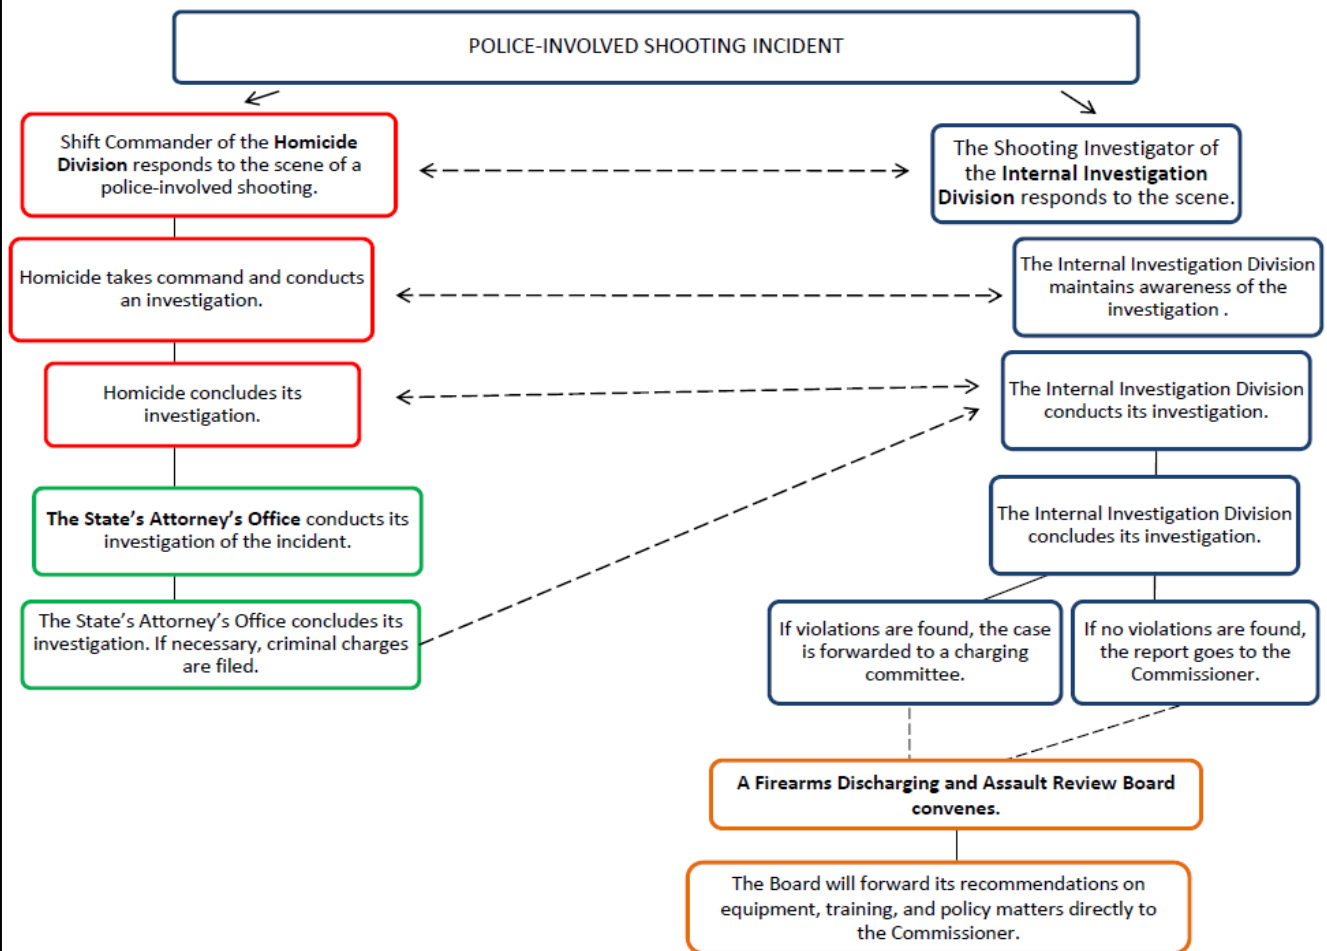 POLICE-INVOLVED SHOOTING INCIDENT
Shift Commander of the Homicide
Division responds to the scene of a
police-involved shooting.
The Shooting Investigator of
the Internal Investigation
Division responds to the scene.
Homicide takes command and conducts
an investigation.
The Internal Investigation Division
maintains awareness of the
investigation .
Homicide concludes its
investigation.
The Internal Investigation Division
conducts its investigation.
The State’s Attorney’s Office conducts its
investigation of the incident.
The Internal Investigation Division
concludes its investigation.
The State’s Attorney’s Office concludes its
investigation. If necessary, criminal charges
are filed.
If violations are found, the case
is forwarded to a charging
committee.
If no violations are found,
the report goes to the
Commissioner.
A Firearms Discharging and Assault Review Board
convenes.
The Board will forward its recommendations on
equipment, training, and policy matters directly to
the Commissioner.